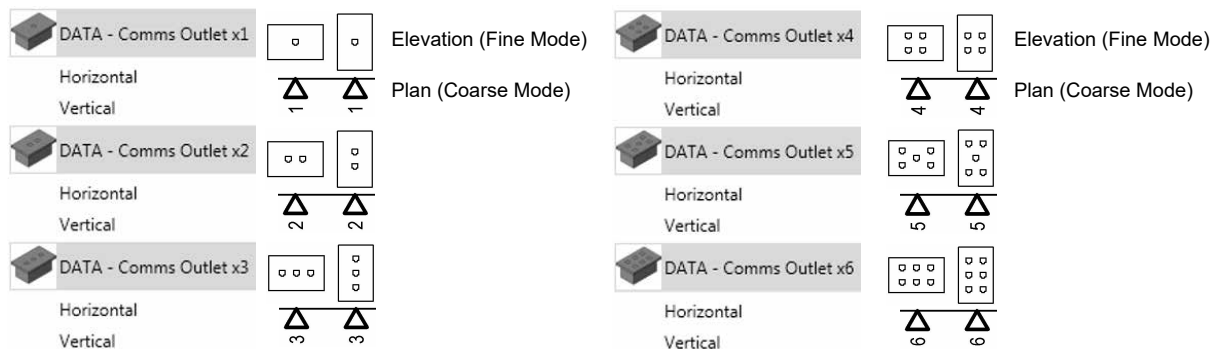 DATA - Comms Outlet x1
Elevation (Fine Mode)
Horizontal
Plan (Coarse Mode)
Vertical
1 1
DATA - Comms Outlet x2
Horizontal
Vertical
2 2
DATA - Comms Outlet x3
Horizontal
Vertical
3 3
DATA - Comms Outlet x4
Elevation (Fine Mode)
Horizontal
Plan (Coarse Mode)
Vertical
4 4
DATA - Comms Outlet x5
Horizontal
Vertical
5 5
DATA - Comms Outlet x6
Horizontal
Vertical
6 6